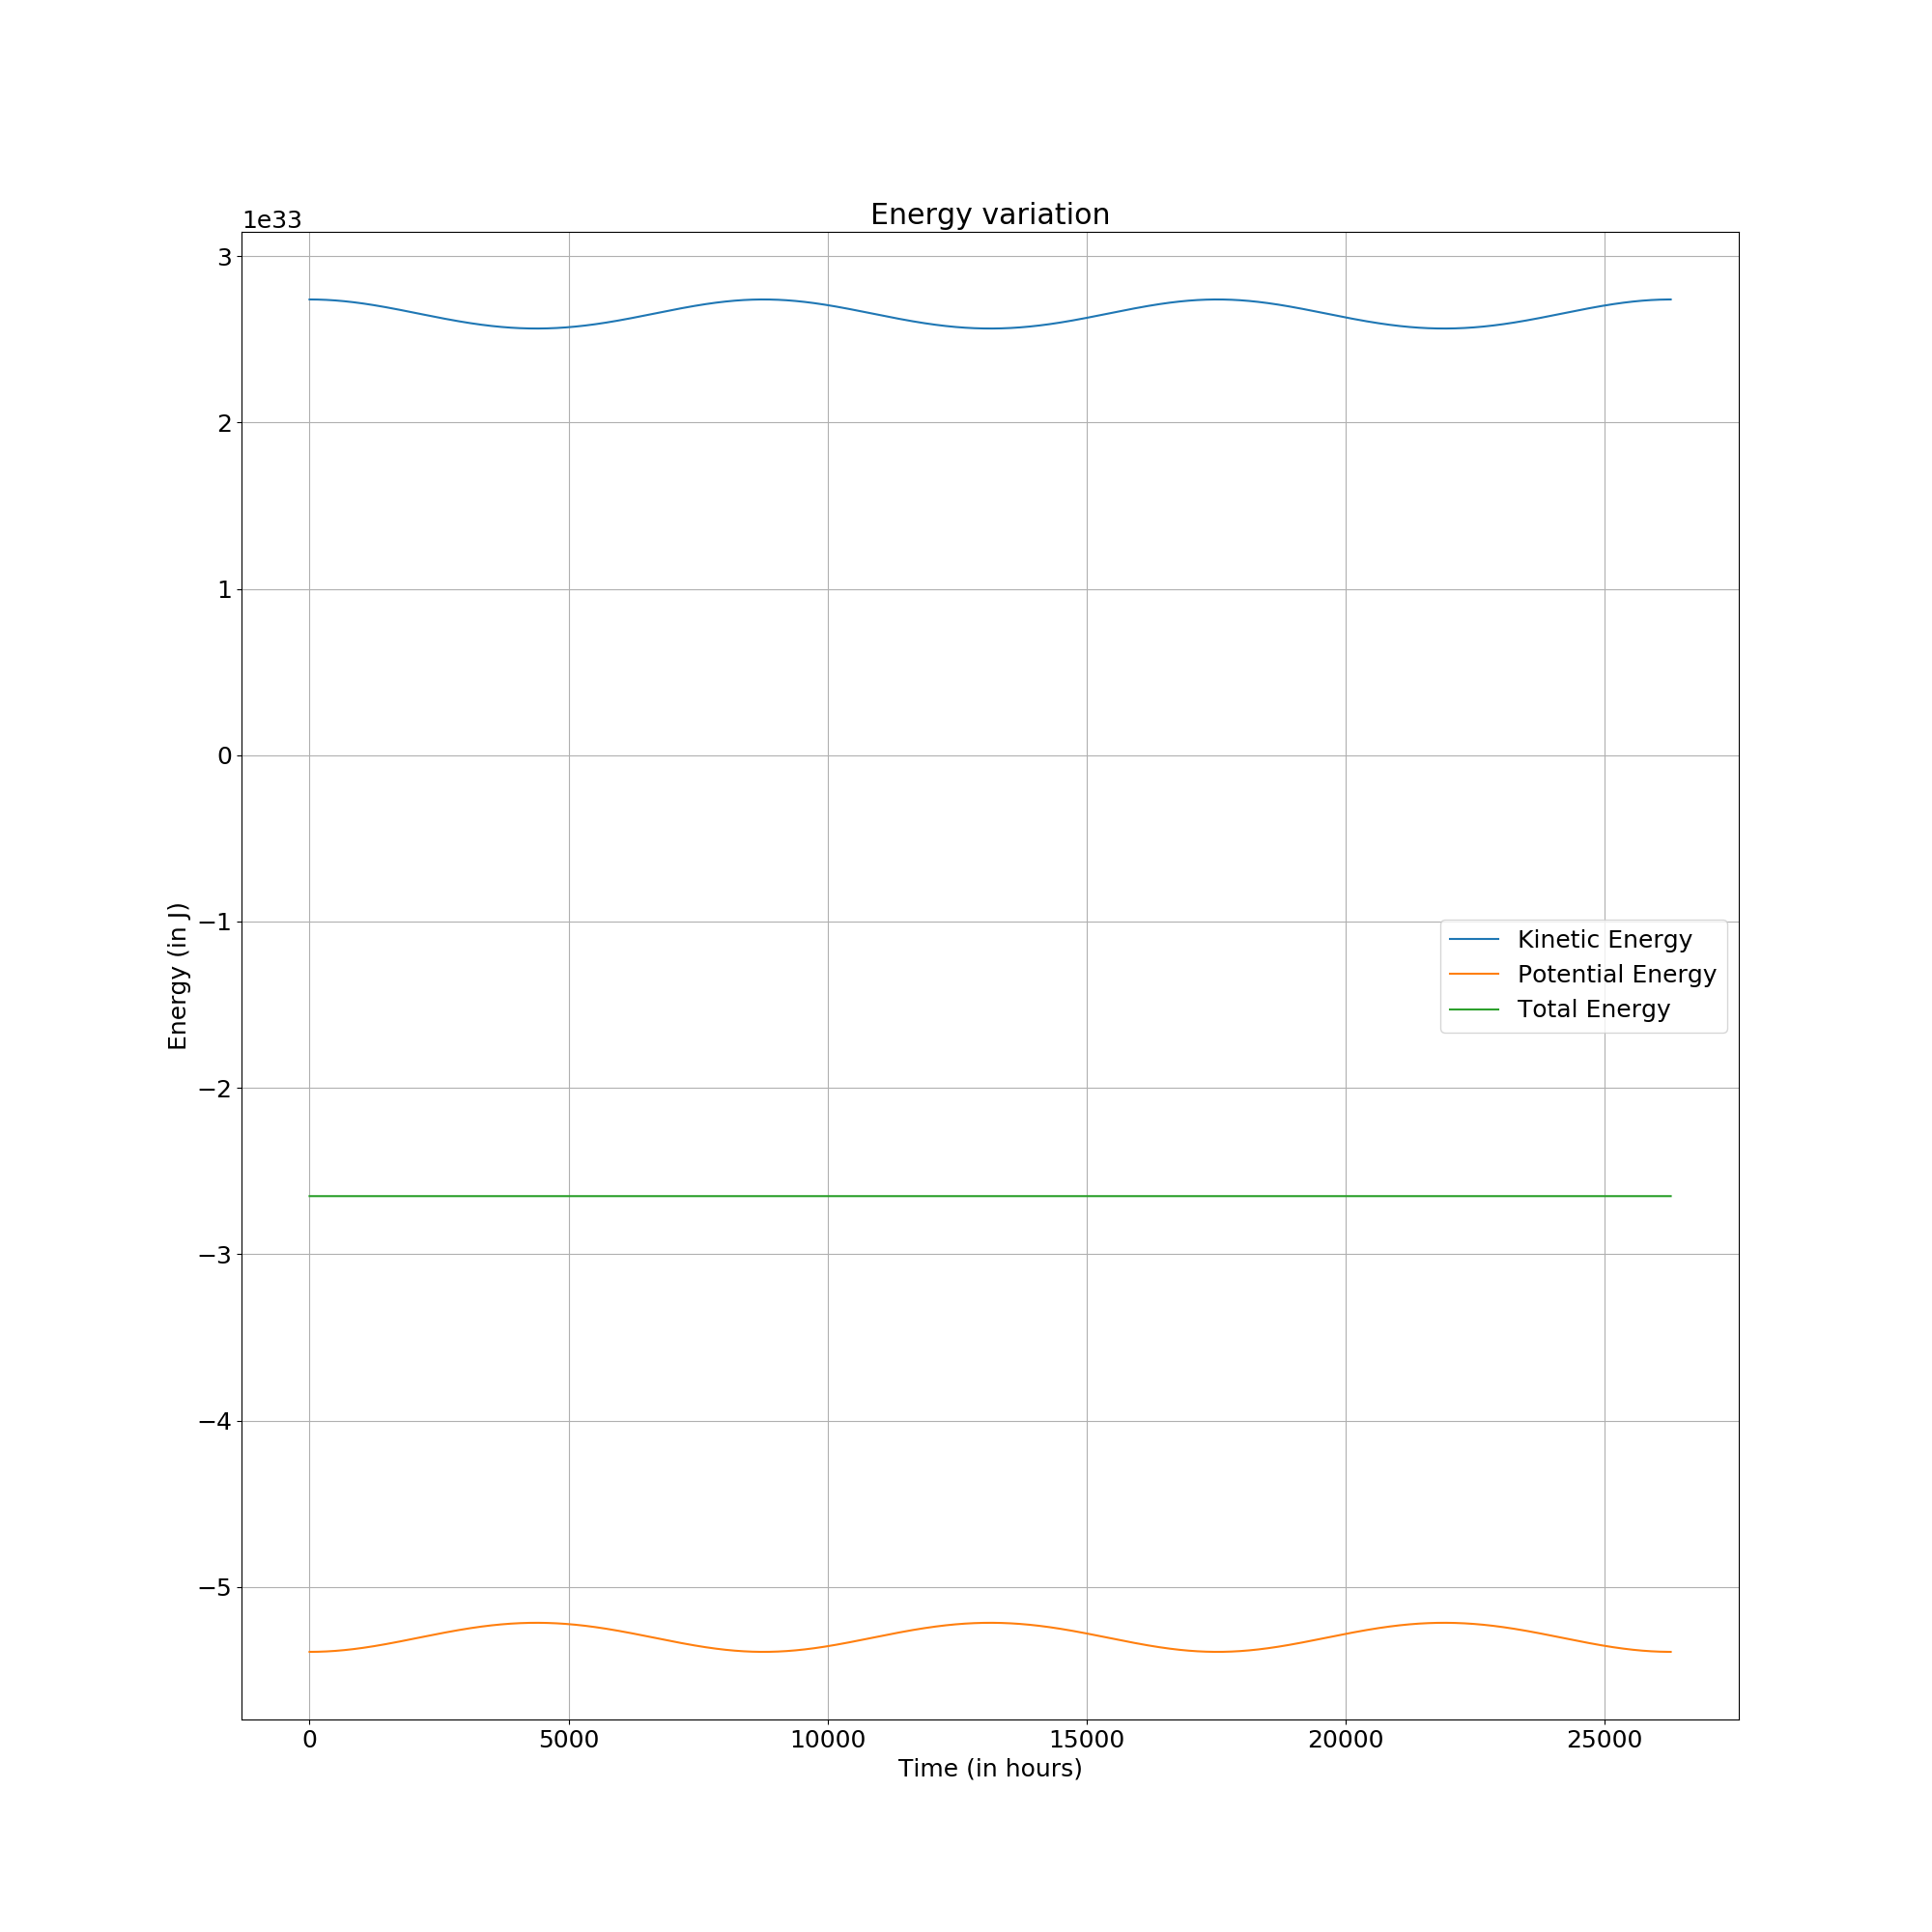 Energy variation
1e33
3
2
1
0
−1
−2
−3
−4
−5
Energy (in J)
Kinetic Energy
Potential Energy
Total Energy
0 5000 10000 15000 20000 25000
Time (in hours)